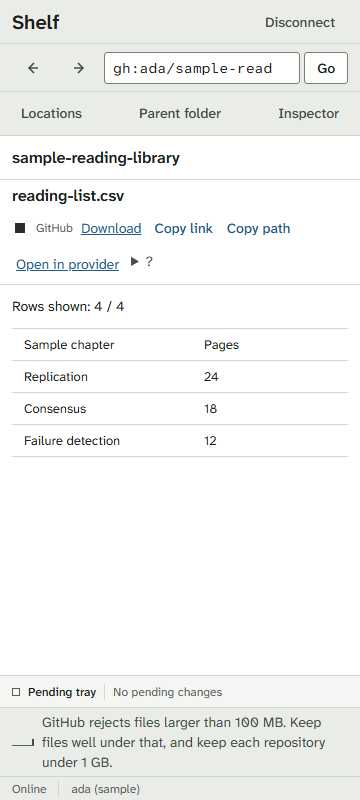 Shelf Disconnect
gh:ada/sample-read Go
Locations Parent folder Inspector
sample-reading-library
reading-list.csv
GitHub Download Copy link Copy path
Open in provider ?
Rows shown: 4 / 4
Sample chapter Pages
Replication 24
Consensus 18
Failure detection 12
Pending tray No pending changes
GitHub rejects files larger than 100 MB. Keep
files well under that, and keep each repository
under 1 GB.
Online ada (sample)